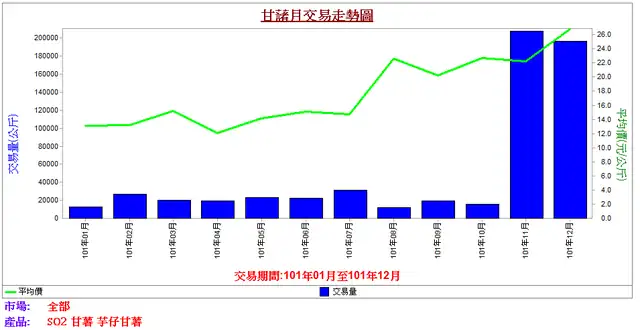 甘藷月交易走勢圖
交易量(公斤)
200000
180000
160000
140000
120000
100000
80000
60000
40000
20000
0
26.0
24.0
22.0
20.0
18.0
16.0
14.0
12.0
10.0
8.0
6.0
4.0
2.0
0.0
平均價(元/公斤)
101年01月
101年02月
101年03月
101年04月
101年05月
101年06月
101年07月
101年08月
101年09月
101年10月
101年11月
101年12月
交易期間:101年01月至101年12月
平均價 交易量
市場: 全部
產品: SO2 甘薯 芋仔甘薯